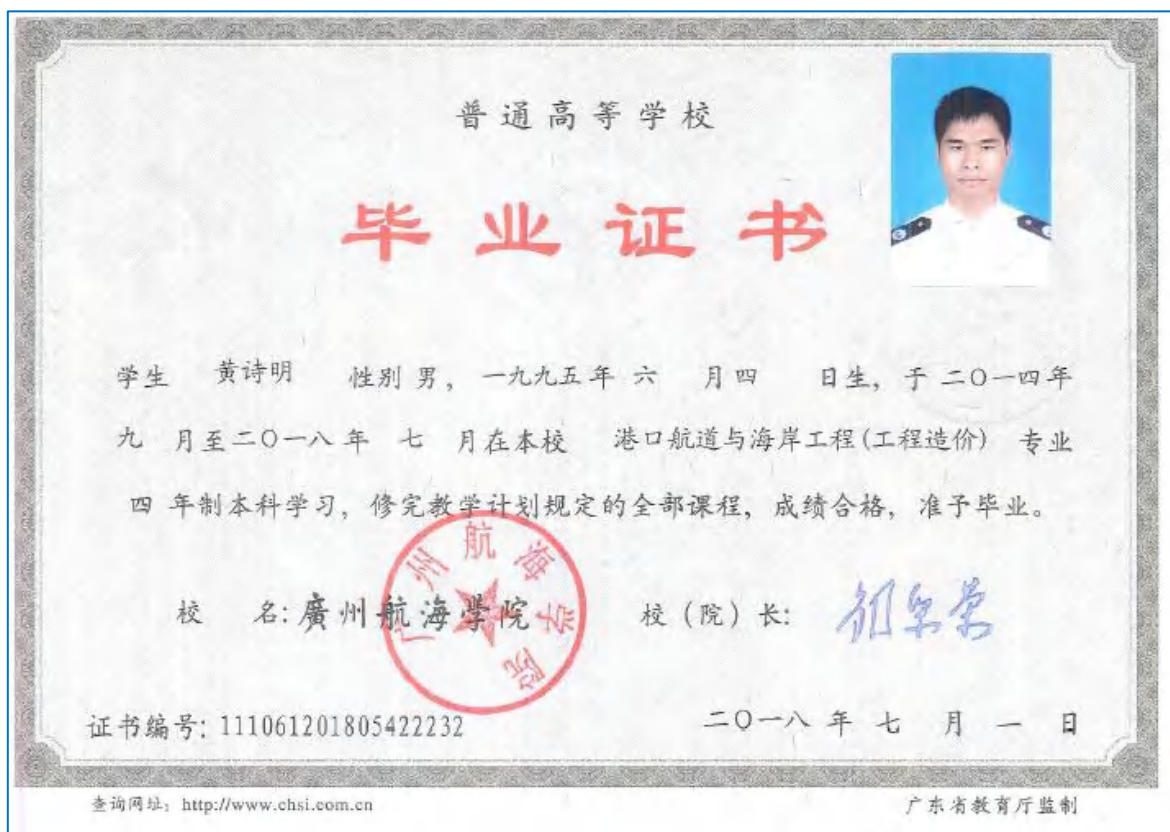 普通高等学校
毕业证书
学生 黄诗明 性别 男，一九九五年 六 月四 日生，于二〇一四年
九 月至二〇一八年 七 月在本校 港口航道与海岸工程(工程造价) 专业
四 年制本科学习，修完教学计划规定的全部课程，成绩合格，准予毕业。
校 名：廣州航海學院 校（院）长：
广州航海学院
证书编号：111061201805422232 二〇一八 年 七 月 一 日
查询网址：http://www.chsi.com.cn 广东省教育厅监制